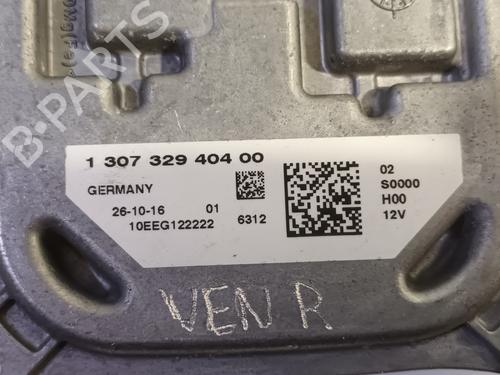 B-PARTS
1 307 329 404 00
GERMANY
26-10-16 01
10EEG122222 6312
02
S0000
H00
12V
VEN R